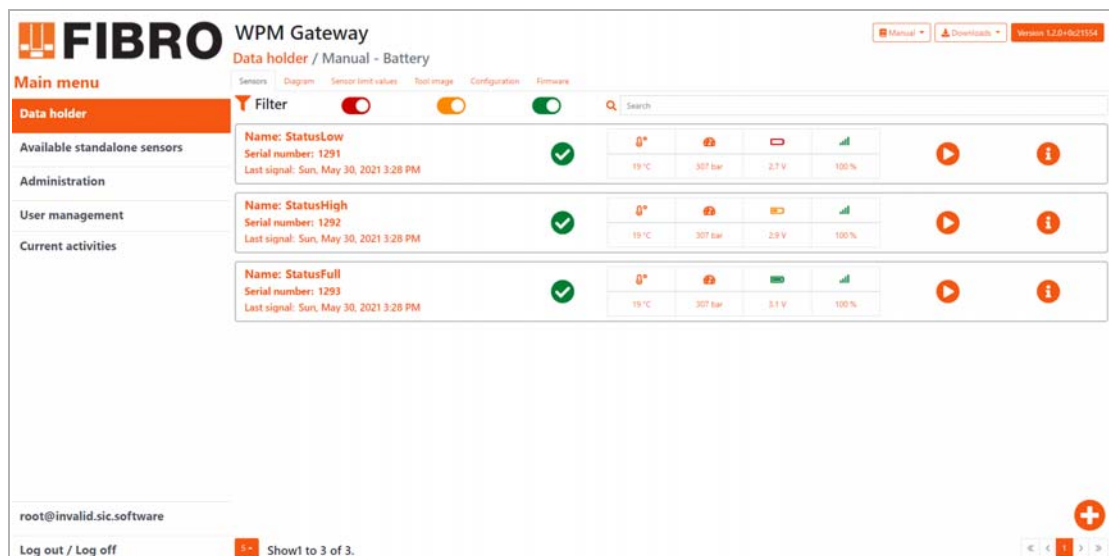 FIBRO
WPM Gateway
Manual
Downloads
Version 1.2.0+0c21554
Data holder / Manual - Battery
Main menu
Sensors Diagram Sensor limit values Tool image Configuration Firmware
Filter
Search
Data holder
Available standalone sensors
Administration
User management
Current activities
Name: StatusLow
Serial number: 1291
Last signal: Sun, May 30, 2021 3:28 PM
19 °C 307 bar 2.7 V 100 %
Name: StatusHigh
Serial number: 1292
Last signal: Sun, May 30, 2021 3:28 PM
19 °C 307 bar 2.9 V 100 %
Name: StatusFull
Serial number: 1293
Last signal: Sun, May 30, 2021 3:28 PM
19 °C 307 bar 3.1 V 100 %
root@invalid.sic.software
Log out / Log off
5
Show1 to 3 of 3.
« < 1 > »